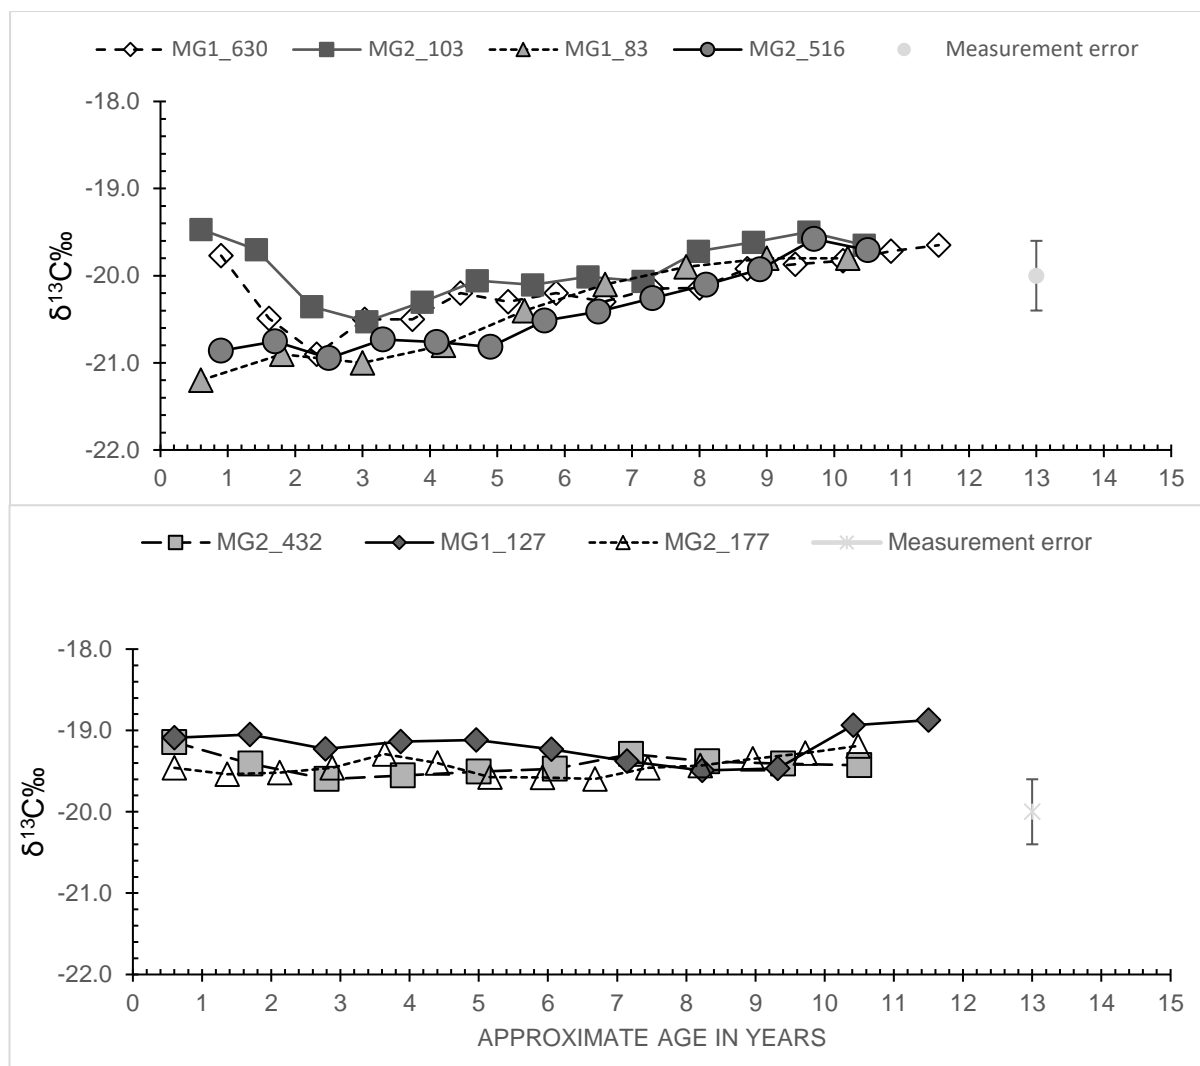 MG1_630 MG2_103 MG1_83 MG2_516 Measurement error
-18.0
-19.0
-20.0
-21.0
-22.0
δ¹³C‰
0 1 2 3 4 5 6 7 8 9 10 11 12 13 14 15
MG2_432 MG1_127 MG2_177 Measurement error
-18.0
-19.0
-20.0
-21.0
-22.0
δ¹³C‰
0 1 2 3 4 5 6 7 8 9 10 11 12 13 14 15
APPROXIMATE AGE IN YEARS